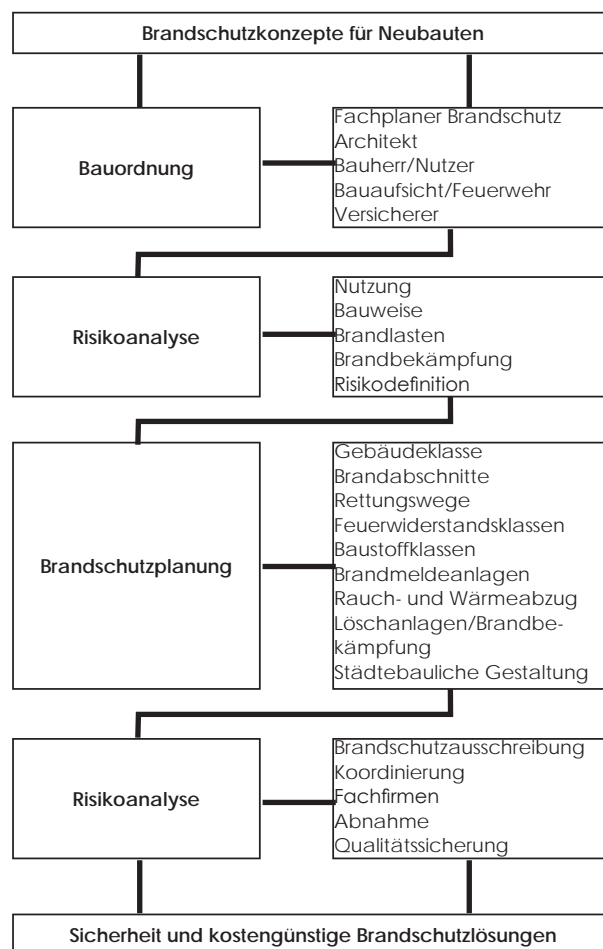 Brandschutzkonzepte für Neubauten
Bauordnung
Fachplaner Brandschutz
Architekt
Bauherr/Nutzer
Bauaufsicht/Feuerwehr
Versicherer
Risikoanalyse
Nutzung
Bauweise
Brandlasten
Brandbekämpfung
Risikodefinition
Brandschutzplanung
Gebäudeklasse
Brandabschnitte
Rettungswege
Feuerwiderstandsklassen
Baustoffklassen
Brandmeldeanlagen
Rauch- und Wärmeabzug
Löschanlagen/Brandbe-
kämpfung
Städtebauliche Gestaltung
Risikoanalyse
Brandschutzausschreibung
Koordinierung
Fachfirmen
Abnahme
Qualitätssicherung
Sicherheit und kostengünstige Brandschutzlösungen